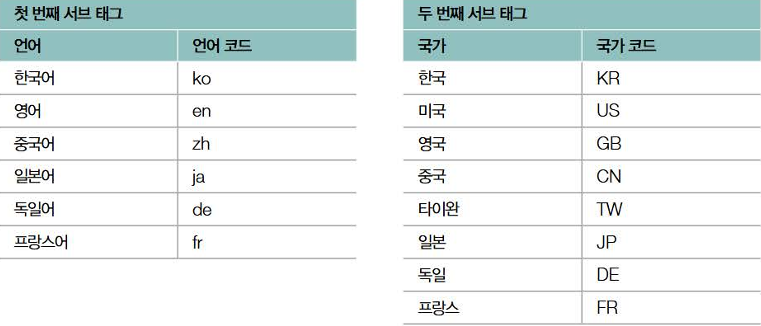 첫 번째 서브 태그
언어 언어 코드
한국어 ko
영어 en
중국어 zh
일본어 ja
독일어 de
프랑스어 fr
두 번째 서브 태그
국가 국가 코드
한국 KR
미국 US
영국 GB
중국 CN
타이완 TW
일본 JP
독일 DE
프랑스 FR